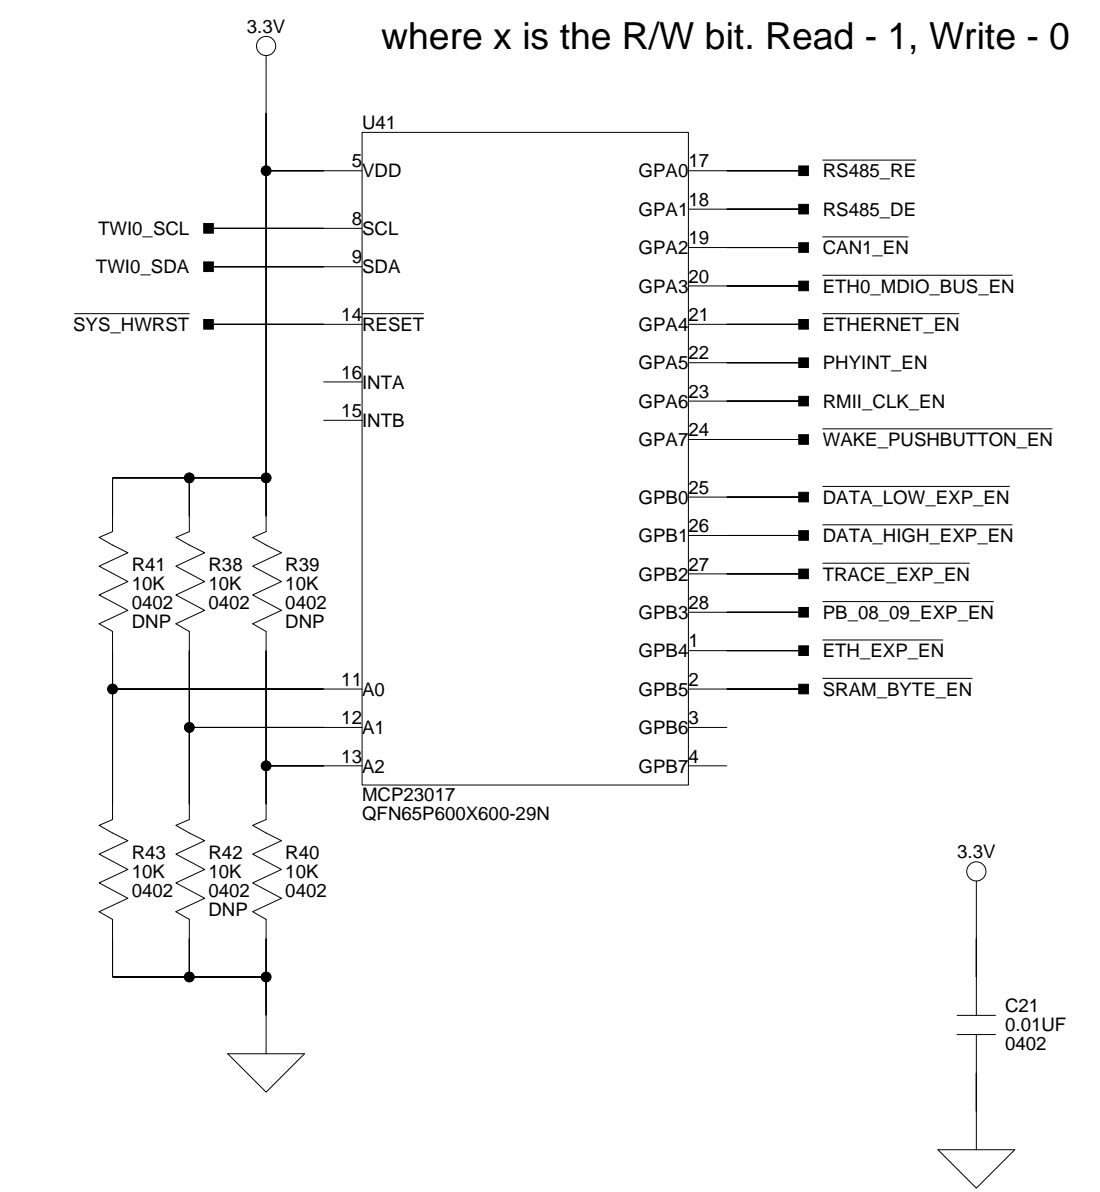 where x is the R/W bit. Read - 1, Write - 0
3.3V
U41
5
VDD
8
SCL
9
SDA
14
RESET
16
INTA
15
INTB
11
A0
12
A1
13
A2
TWI0_SCL
TWI0_SDA
SYS_HWRST
GPA0
17
RS485_RE
GPA1
18
RS485_DE
GPA2
19
CAN1_EN
GPA3
20
ETH0_MDIO_BUS_EN
GPA4
21
ETHERNET_EN
GPA5
22
PHYINT_EN
GPA6
23
RMII_CLK_EN
GPA7
24
WAKE_PUSHBUTTON_EN
GPB0
25
DATA_LOW_EXP_EN
GPB1
26
DATA_HIGH_EXP_EN
GPB2
27
TRACE_EXP_EN
GPB3
28
PB_08_09_EXP_EN
GPB4
1
ETH_EXP_EN
GPB5
2
SRAM_BYTE_EN
GPB6
3
GPB7
4
MCP23017
QFN65P600X600-29N
R41
10K
0402
DNP
R38
10K
0402
R39
10K
0402
DNP
R43
10K
0402
R42
10K
0402
DNP
R40
10K
0402
3.3V
C21
0.01UF
0402